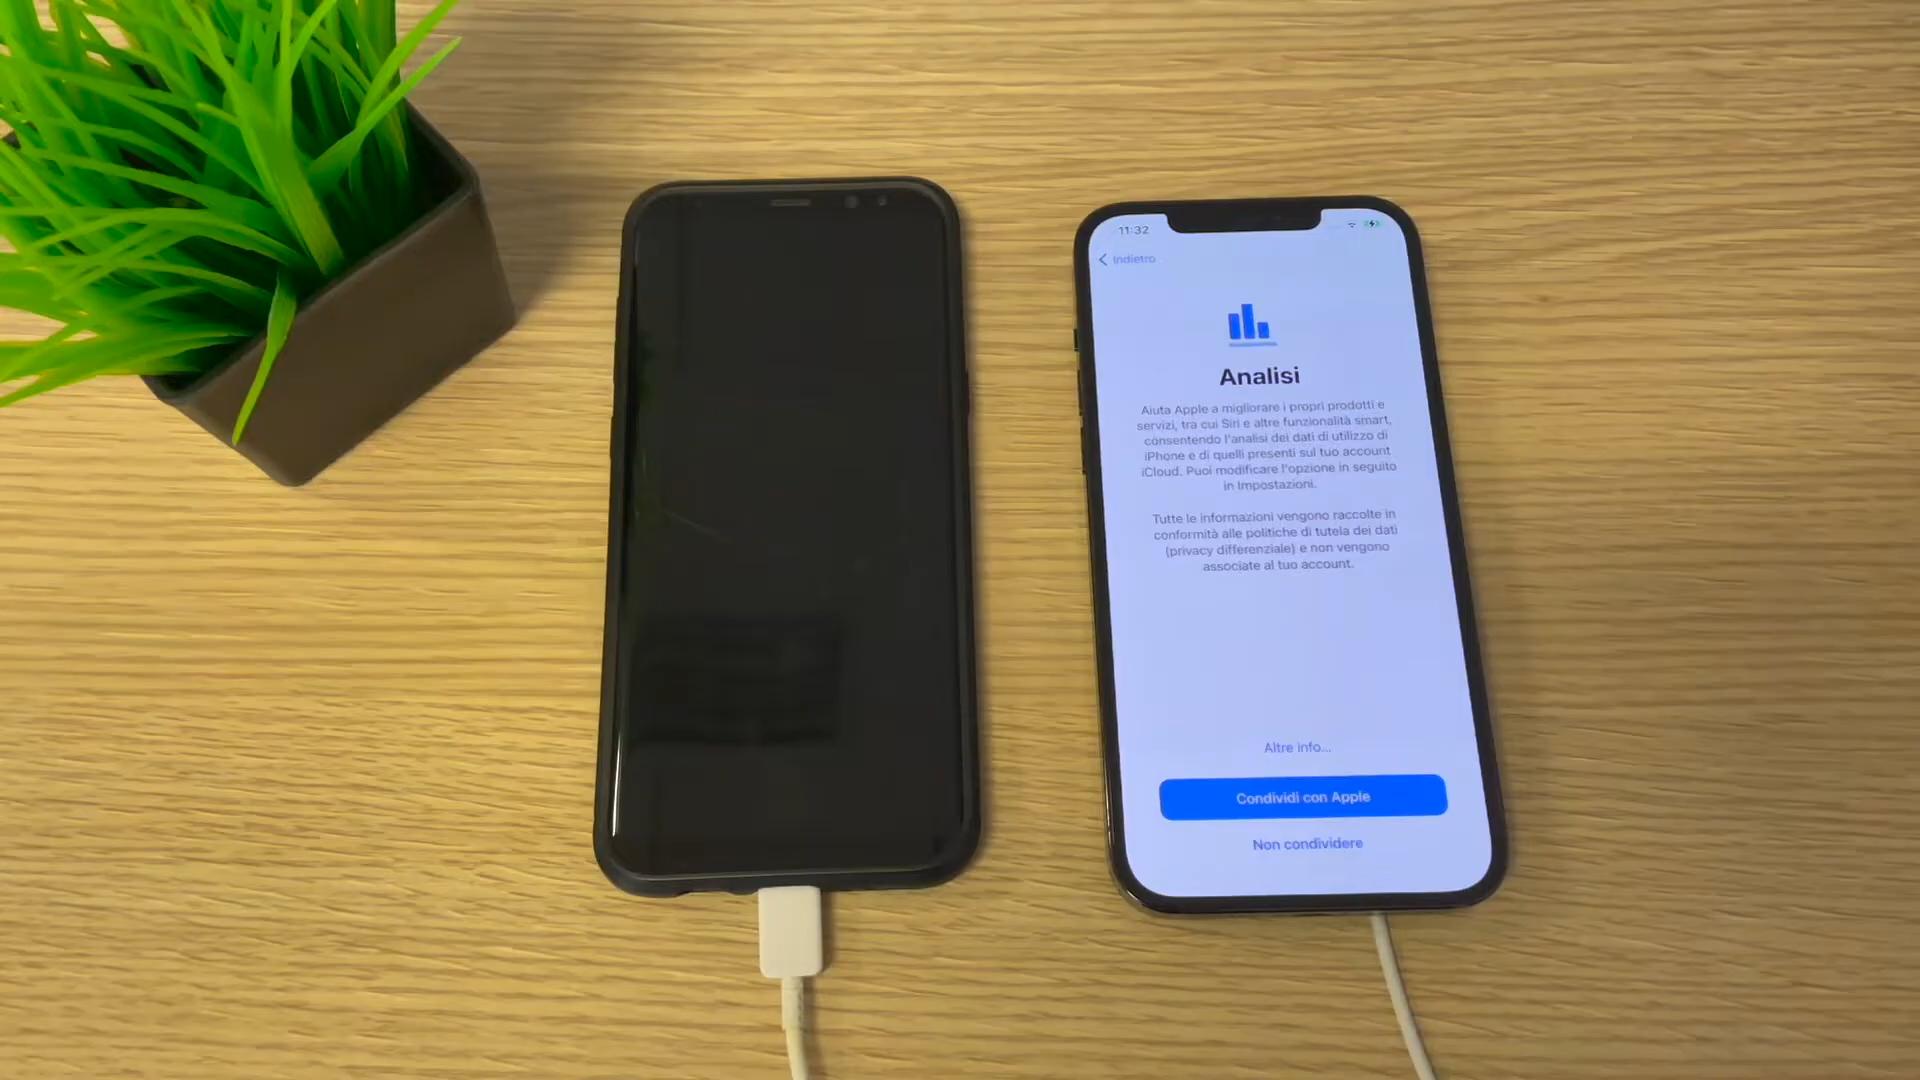 11:32
Indietro
Analisi
Aiuta Apple a migliorare i propri prodotti e
servizi, tra cui Siri e altre funzionalità smart,
consentendo l'analisi dei dati di utilizzo di
iPhone e di quelli presenti sul tuo account
iCloud. Puoi modificare l'opzione in seguito
in Impostazioni.
Tutte le informazioni vengono raccolte in
conformità alle politiche di tutela dei dati
(privacy differenziale) e non vengono
associate al tuo account.
Altre info...
Condividi con Apple
Non condividere